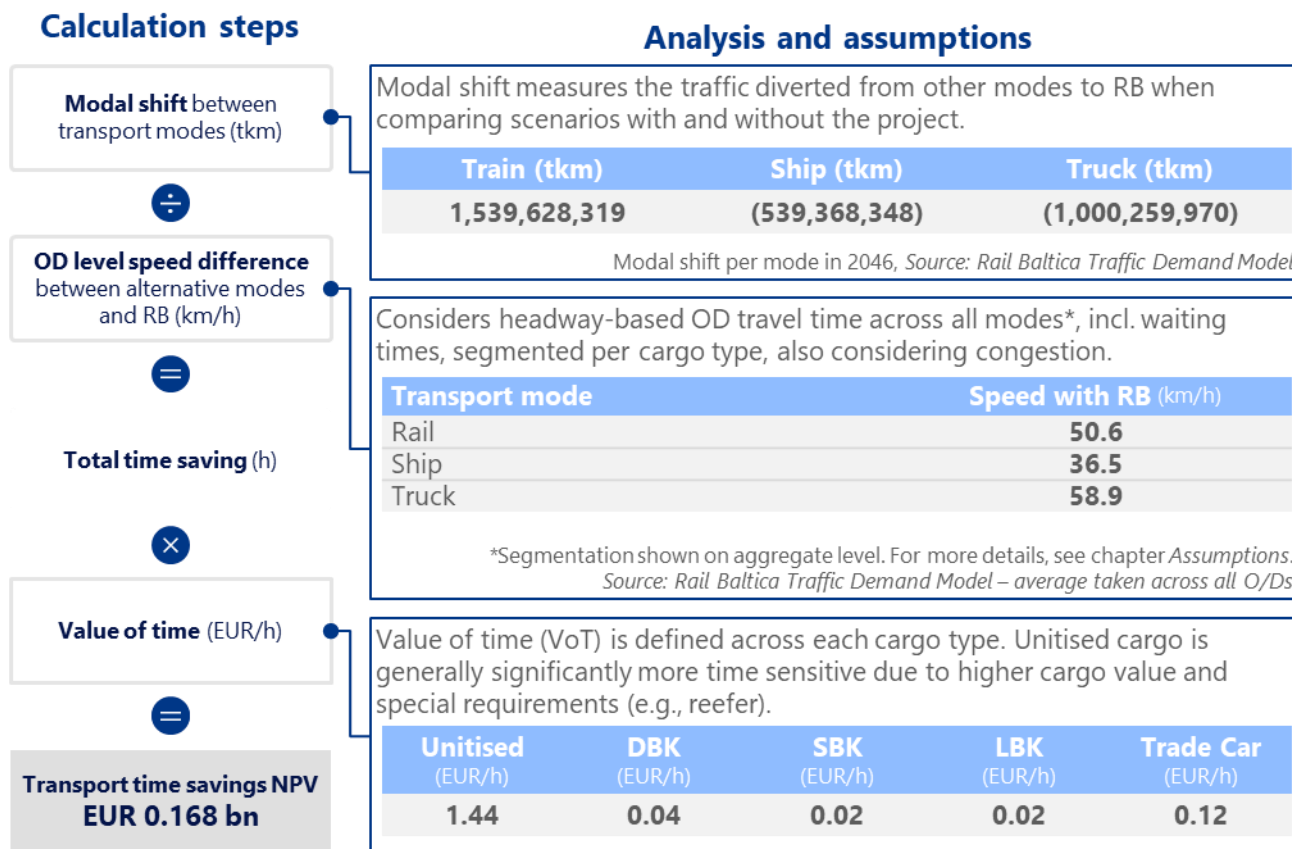 Calculation steps
Modal shift between
transport modes (tkm)
÷
OD level speed difference
between alternative modes
and RB (km/h)
=
Total time saving (h)
×
Value of time (EUR/h)
=
Transport time savings NPV
EUR 0.168 bn
Analysis and assumptions
Modal shift measures the traffic diverted from other modes to RB when
comparing scenarios with and without the project.
Train (tkm) Ship (tkm) Truck (tkm)
1,539,628,319 (539,368,348) (1,000,259,970)
Modal shift per mode in 2046, Source: Rail Baltica Traffic Demand Model
Considers headway-based OD travel time across all modes*, incl. waiting
times, segmented per cargo type, also considering congestion.
Transport mode Speed with RB (km/h)
Rail 50.6
Ship 36.5
Truck 58.9
*Segmentation shown on aggregate level. For more details, see chapter Assumptions.
Source: Rail Baltica Traffic Demand Model – average taken across all O/Ds
Value of time (VoT) is defined across each cargo type. Unitised cargo is
generally significantly more time sensitive due to higher cargo value and
special requirements (e.g., reefer).
Unitised DBK SBK LBK Trade Car
(EUR/h) (EUR/h) (EUR/h) (EUR/h) (EUR/h)
1.44 0.04 0.02 0.02 0.12